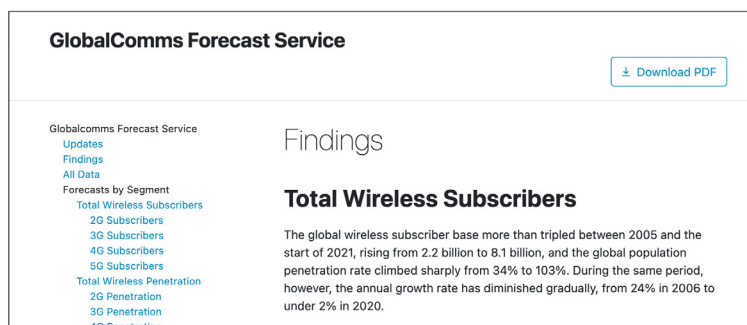 GlobalComms Forecast Service
Download PDF
Globalcomms Forecast Service
Updates
Findings
All Data
Forecasts by Segment
Total Wireless Subscribers
2G Subscribers
3G Subscribers
4G Subscribers
5G Subscribers
Total Wireless Penetration
2G Penetration
3G Penetration
4G Penetration
Findings
Total Wireless Subscribers
The global wireless subscriber base more than tripled between 2005 and the
start of 2021, rising from 2.2 billion to 8.1 billion, and the global population
penetration rate climbed sharply from 34% to 103%. During the same period,
however, the annual growth rate has diminished gradually, from 24% in 2006 to
under 2% in 2020.